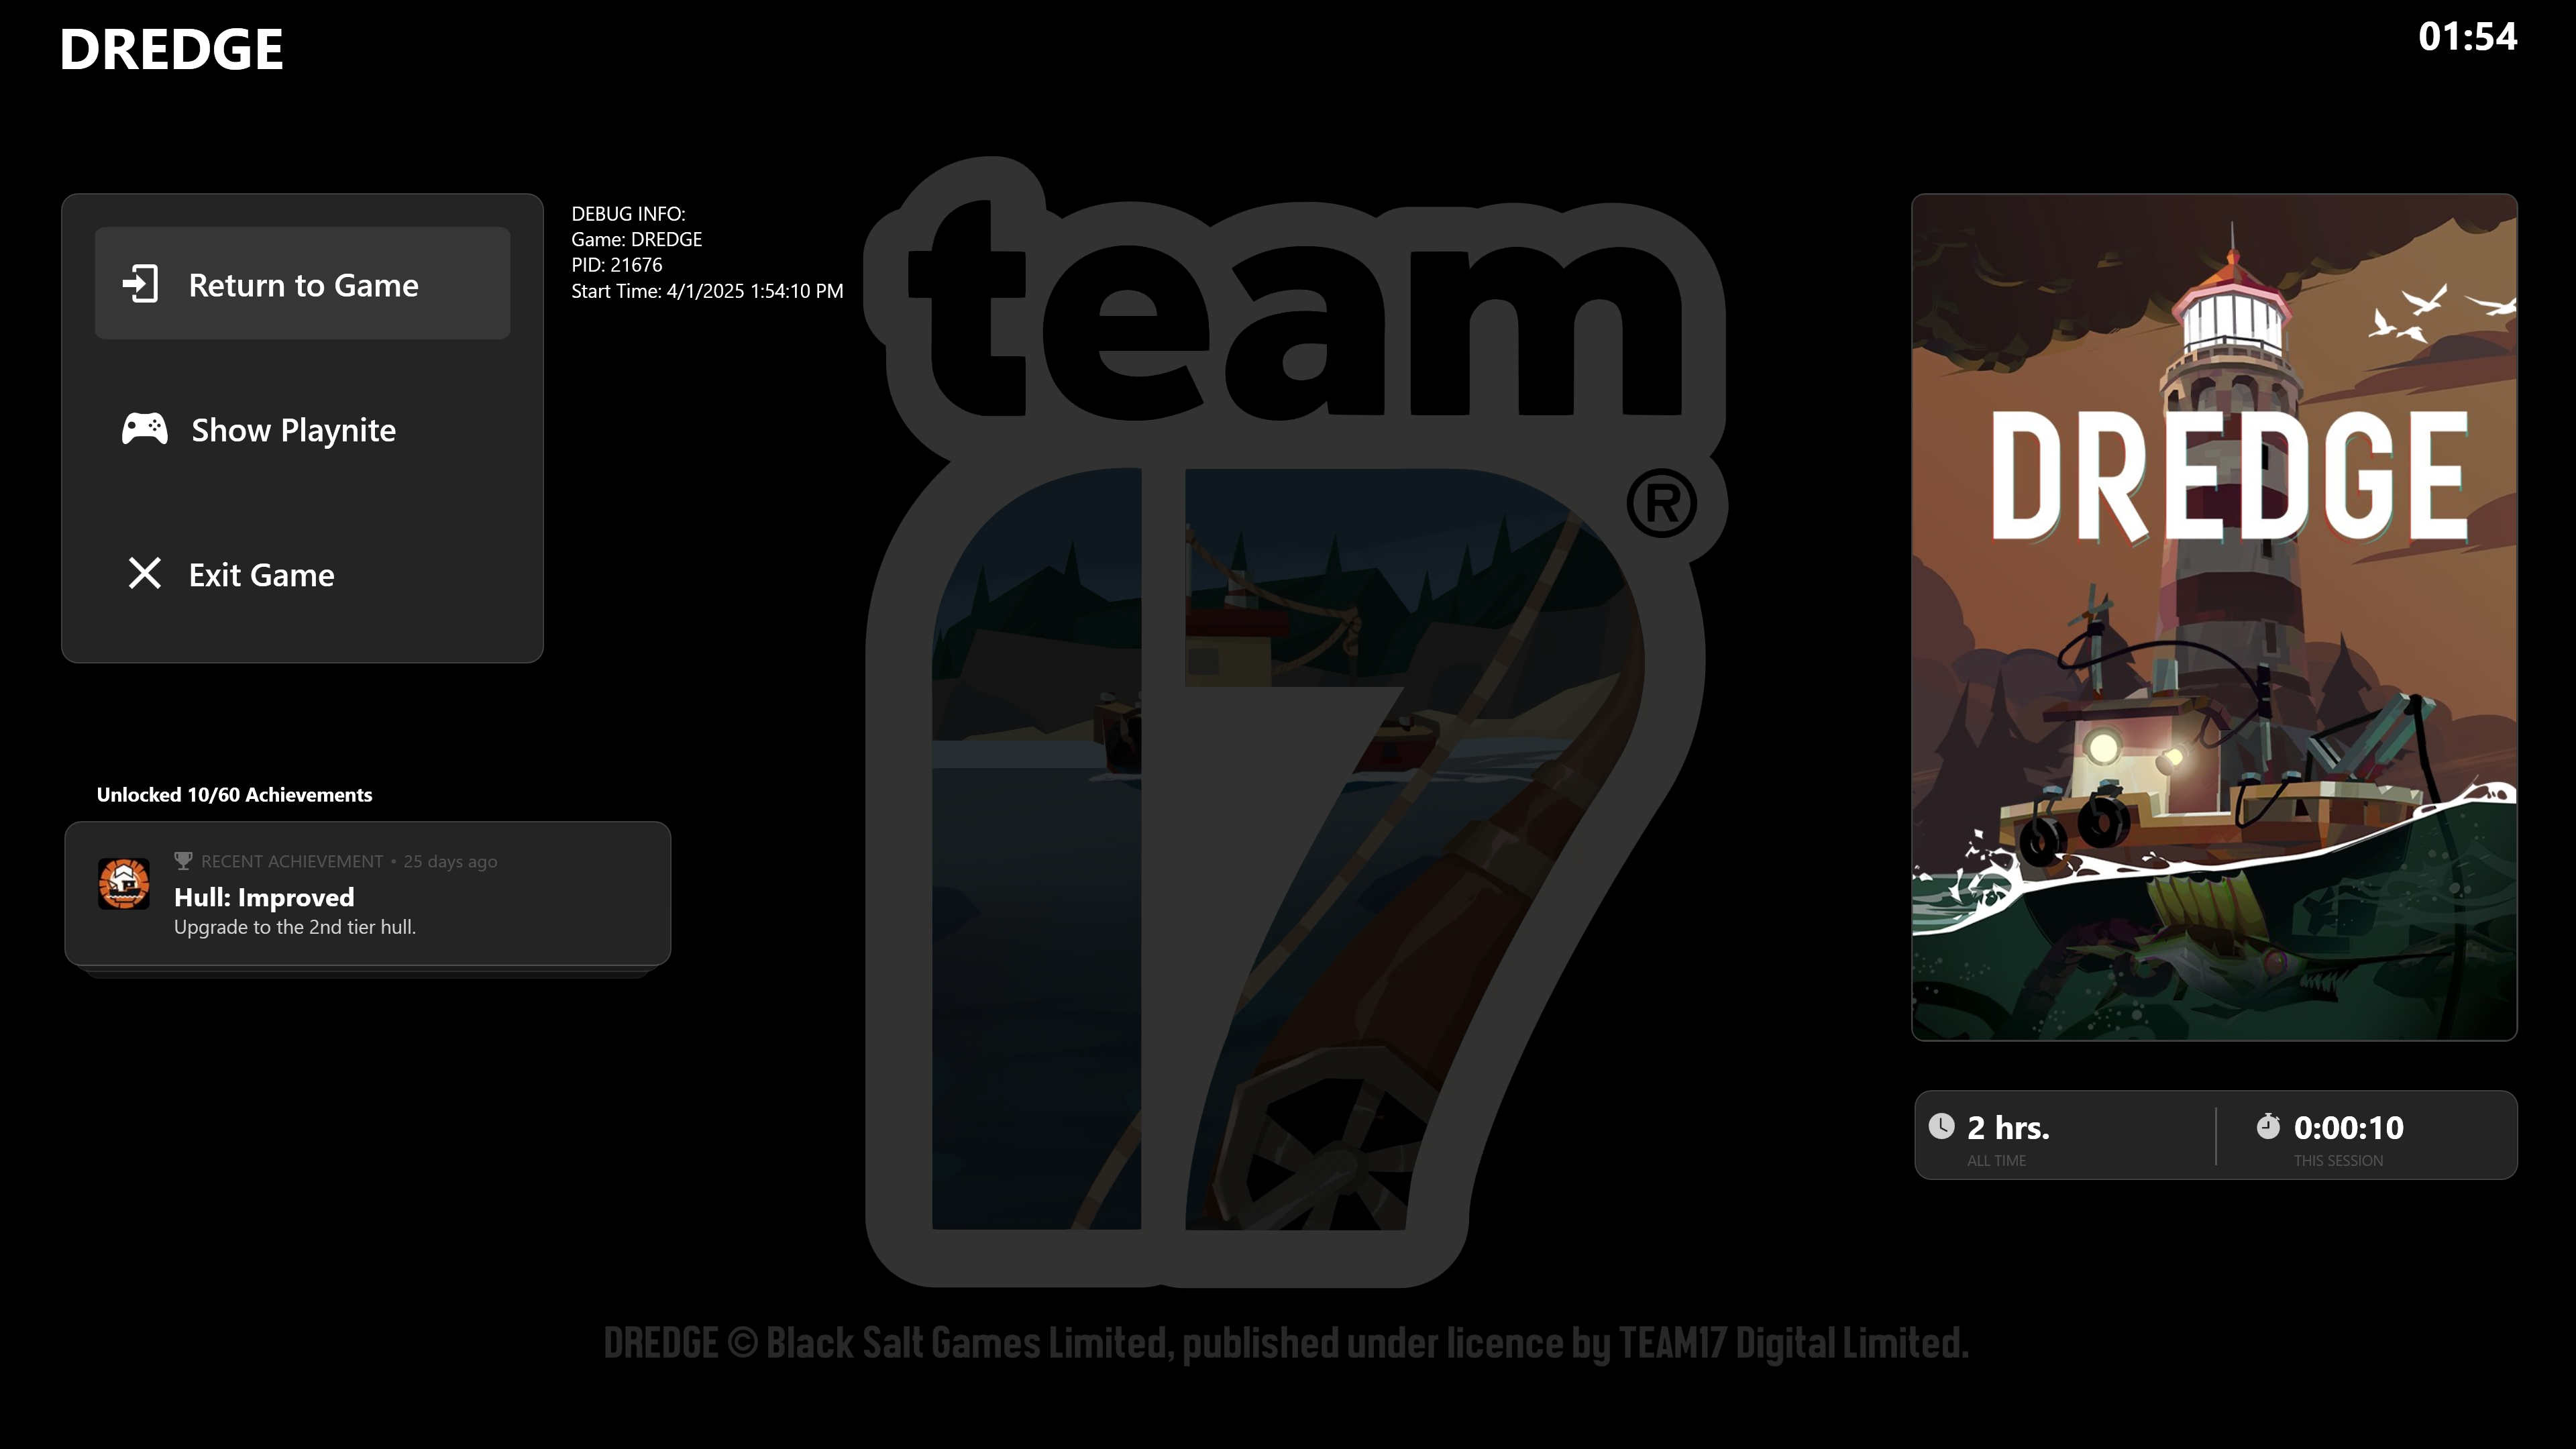 DREDGE
01:54
Return to Game
Show Playnite
Exit Game
DEBUG INFO:
Game: DREDGE
PID: 21676
Start Time: 4/1/2025 1:54:10 PM
team
17
®
DREDGE
Unlocked 10/60 Achievements
RECENT ACHIEVEMENT • 25 days ago
Hull: Improved
Upgrade to the 2nd tier hull.
2 hrs.
ALL TIME
0:00:10
THIS SESSION
DREDGE © Black Salt Games Limited, published under licence by TEAM17 Digital Limited.